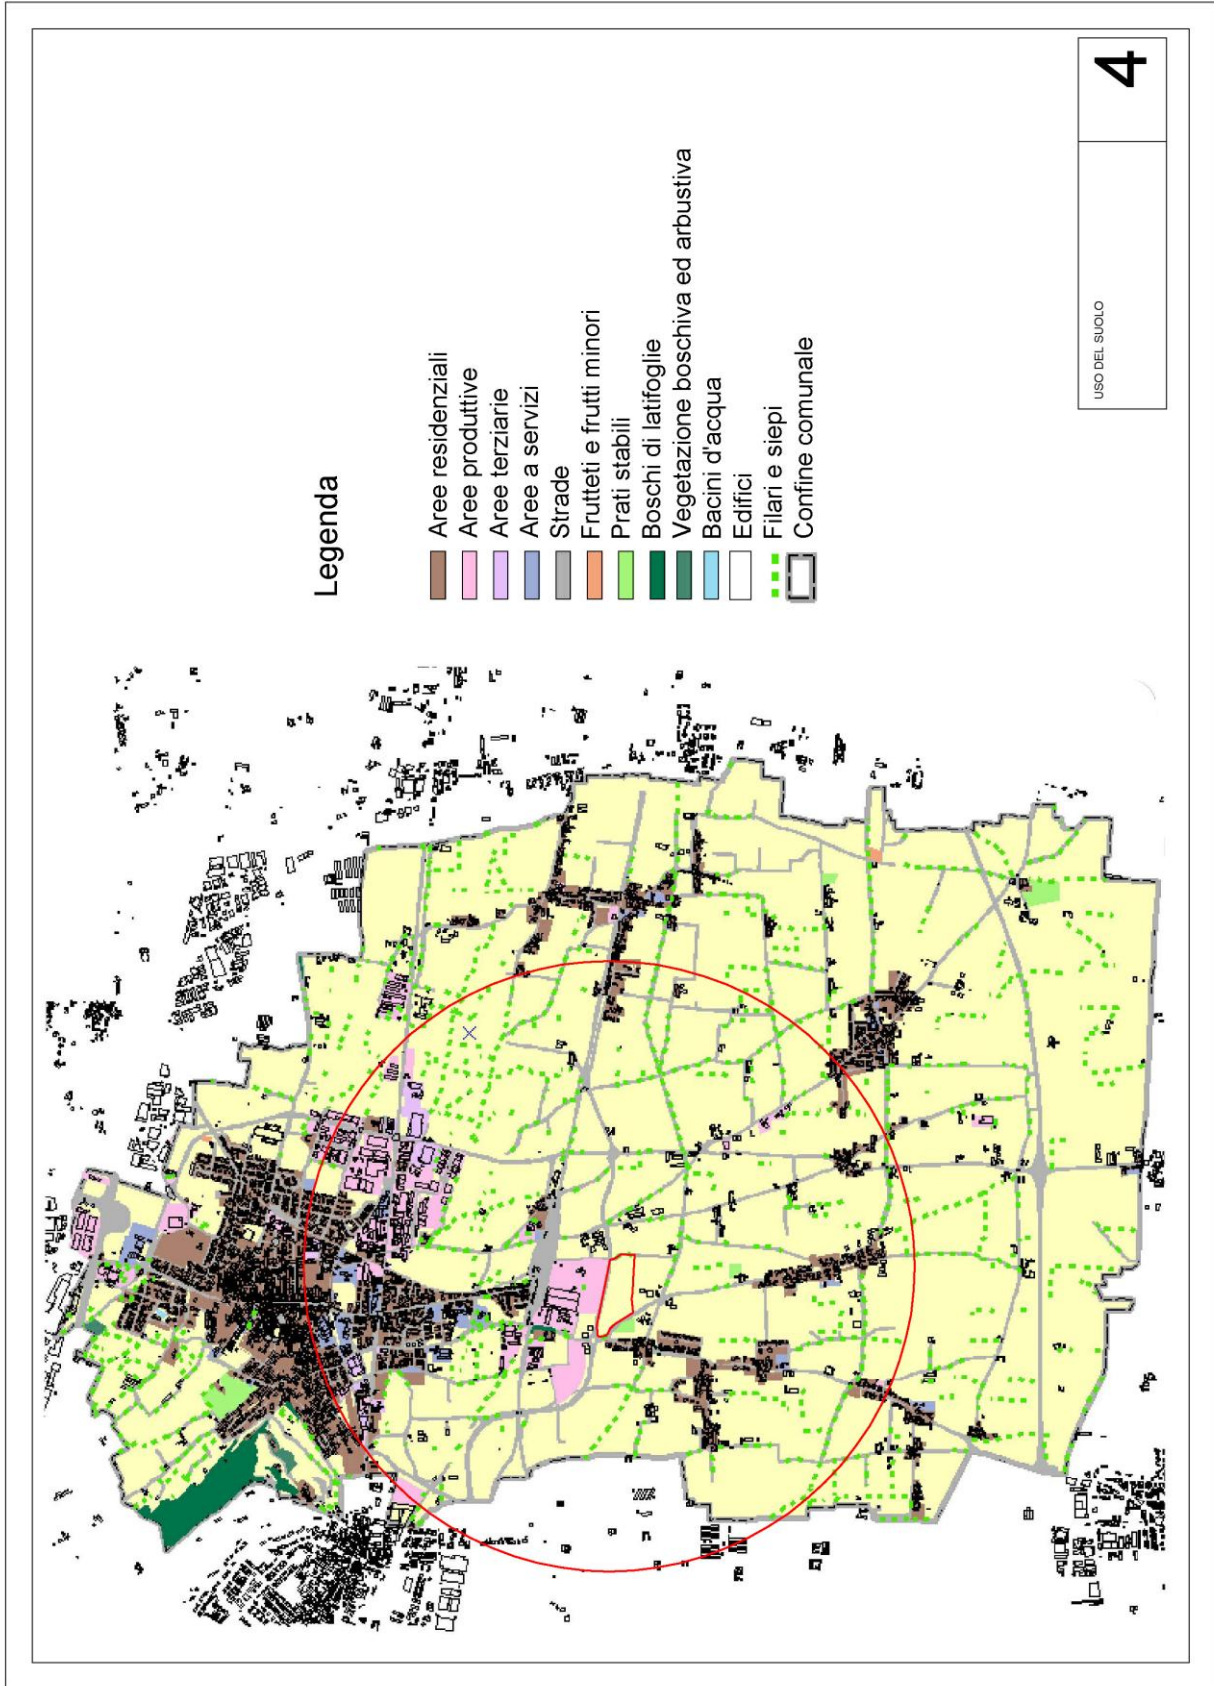 Legenda
Aree residenziali
Aree produttive
Aree terziarie
Aree a servizi
Strade
Frutteti e frutti minori
Prati stabili
Boschi di latifoglie
Vegetazione boschiva ed arbustiva
Bacini d'acqua
Edifici
Filari e siepi
Confine comunale
USO DEL SUOLO
4